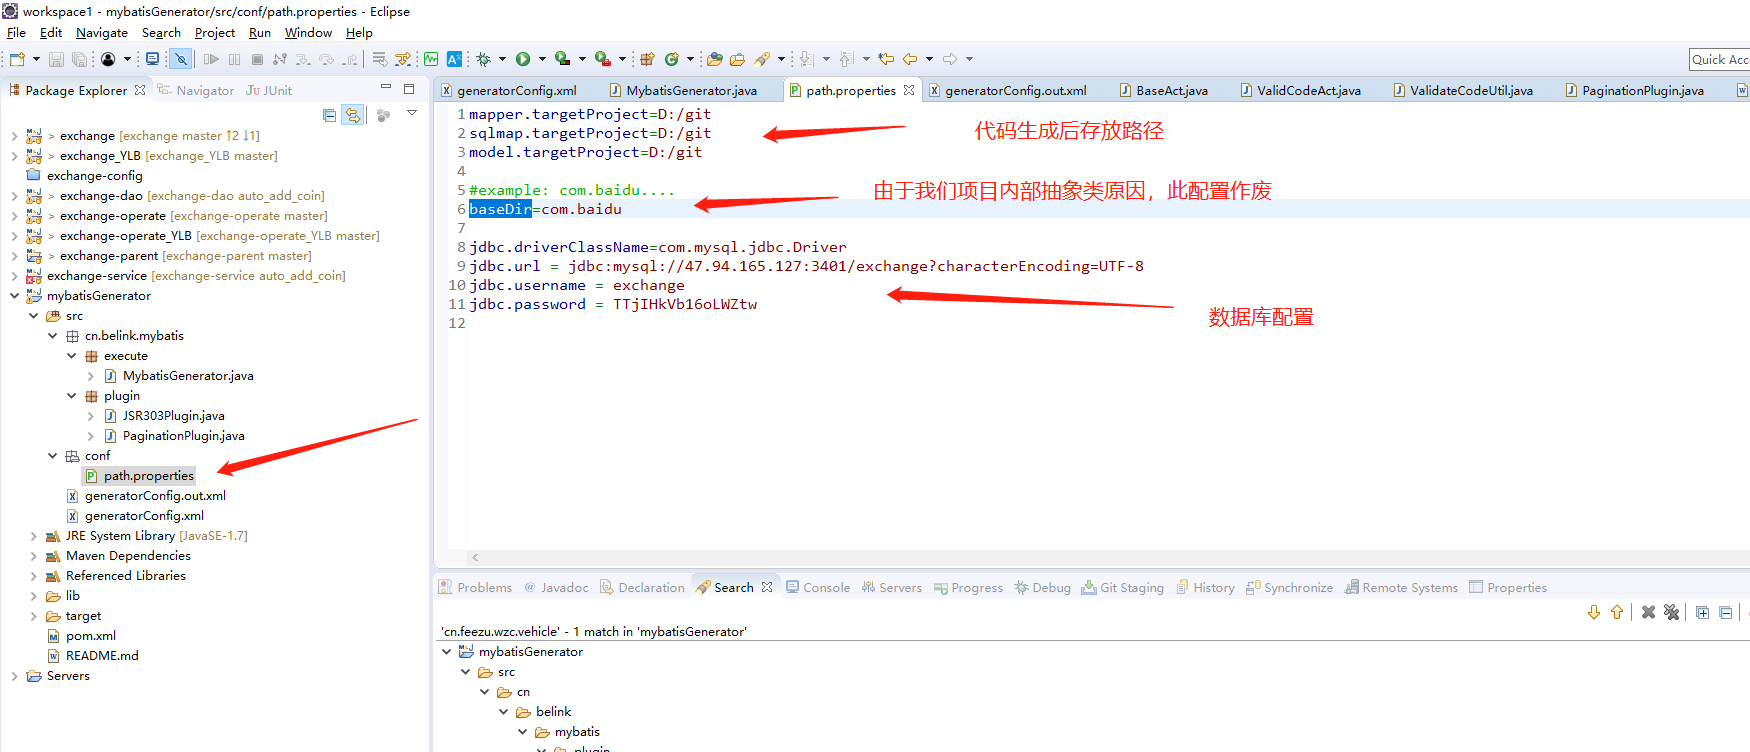 workspace1 - mybatisGenerator/src/conf/path.properties - Eclipse
File Edit Navigate Search Project Run Window Help
Quick Acc
Package Explorer Navigator JUnit
> exchange [exchange master ↑2 ↓1]
> exchange_YLB [exchange_YLB master]
exchange-config
> exchange-dao [exchange-dao auto_add_coin]
> exchange-operate [exchange-operate master]
> exchange-operate_YLB [exchange-operate_YLB master]
> exchange-parent [exchange-parent master]
exchange-service [exchange-service auto_add_coin]
mybatisGenerator
src
cn.belink.mybatis
execute
MybatisGenerator.java
plugin
JSR303Plugin.java
PaginationPlugin.java
conf
path.properties
generatorConfig.out.xml
generatorConfig.xml
JRE System Library [JavaSE-1.7]
Maven Dependencies
Referenced Libraries
lib
target
pom.xml
README.md
Servers
generatorConfig.xml MybatisGenerator.java path.properties generatorConfig.out.xml BaseAct.java ValidCodeAct.java ValidateCodeUtil.java PaginationPlugin.java
1 mapper.targetProject=D:/git
2 sqlmap.targetProject=D:/git
3 model.targetProject=D:/git
4
5 #example: com.baidu....
6 baseDir=com.baidu
7
8 jdbc.driverClassName=com.mysql.jdbc.Driver
9 jdbc.url = jdbc:mysql://47.94.165.127:3401/exchange?characterEncoding=UTF-8
10 jdbc.username = exchange
11 jdbc.password = TTjIHkVb16oLWZtw
12
代码生成后存放路径
由于我们项目内部抽象类原因，此配置作废
数据库配置
Problems Javadoc Declaration Search Console Servers Progress Debug Git Staging History Synchronize Remote Systems Properties
'cn.feezu.wzc.vehicle' - 1 match in 'mybatisGenerator'
mybatisGenerator
src
cn
belink
mybatis
plugin